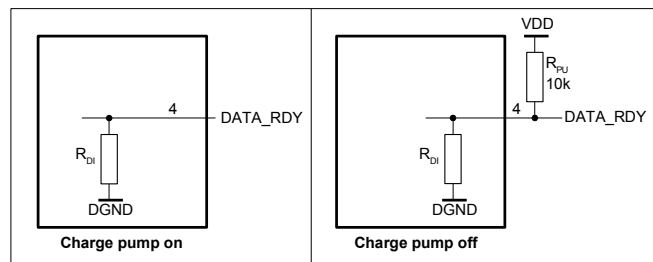 4
DATA_RDY
R_DI
DGND
Charge pump on
VDD
R_PU
10k
4
DATA_RDY
R_DI
DGND
Charge pump off